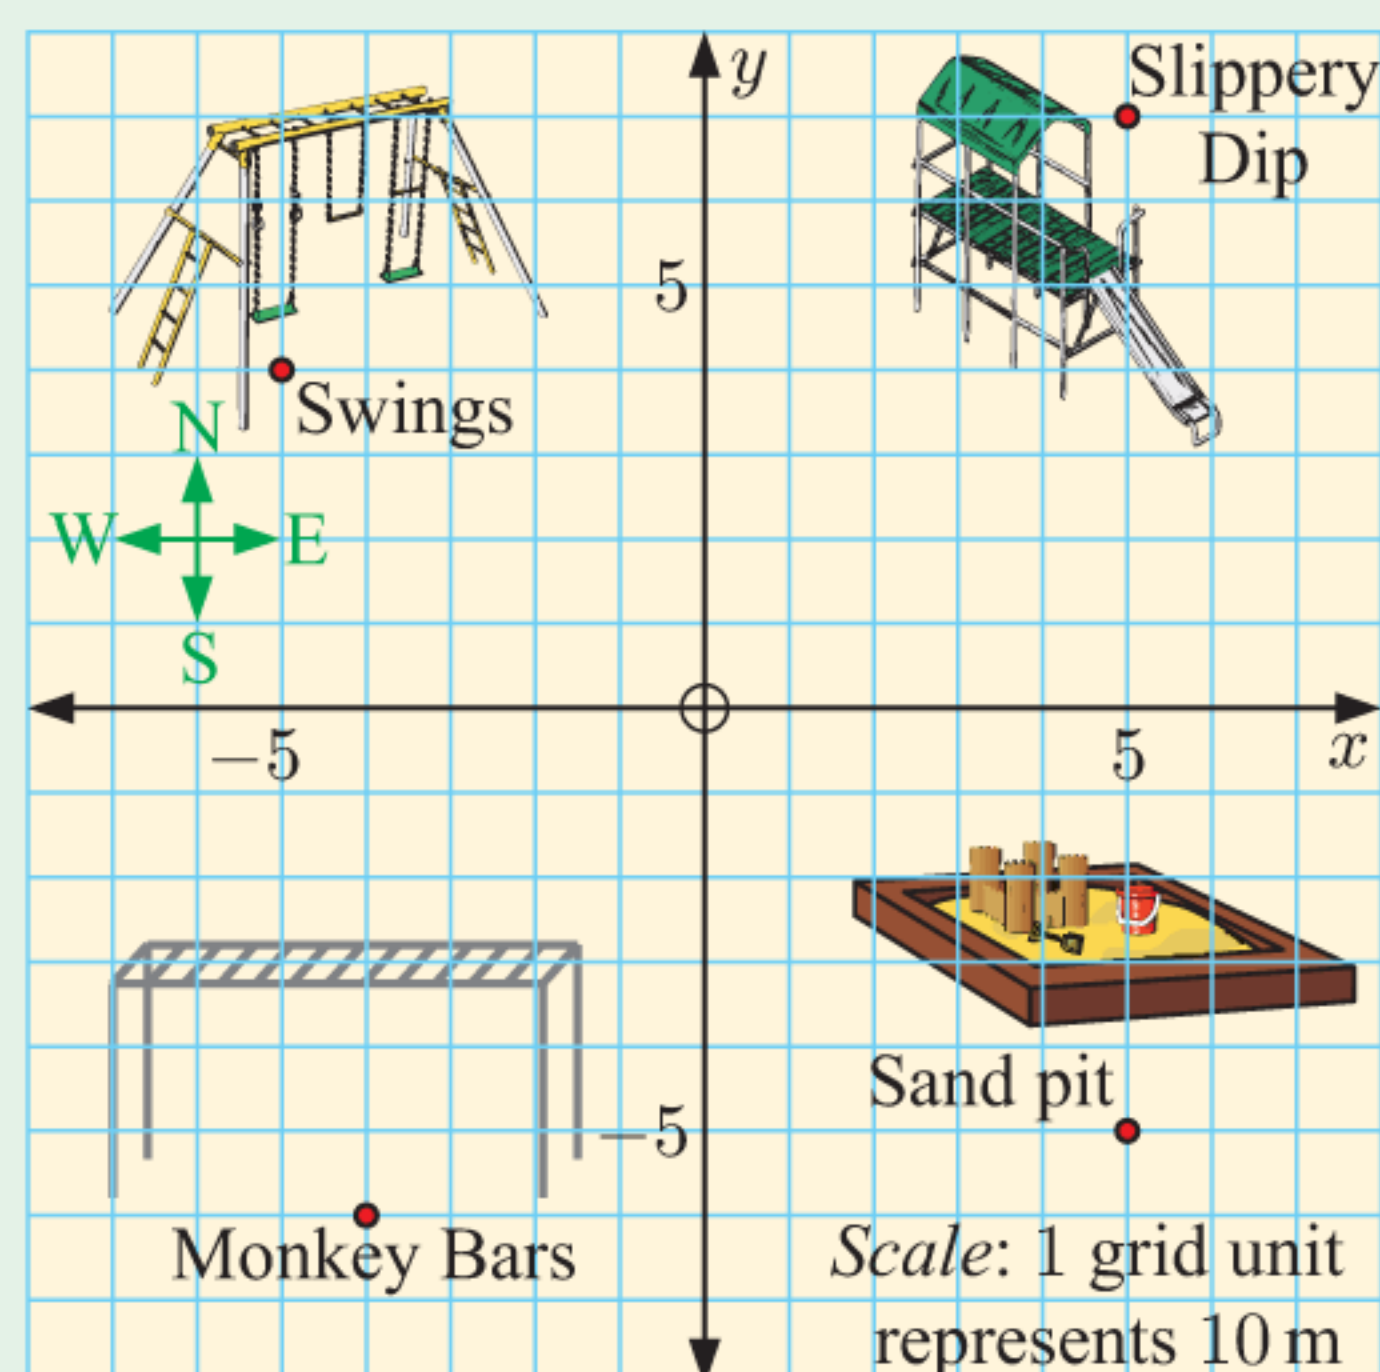 y
Slippery
Dip
5
Swings
N
W E
S
−5
5
x
Sand pit
−5
Monkey Bars
Scale: 1 grid unit
represents 10 m